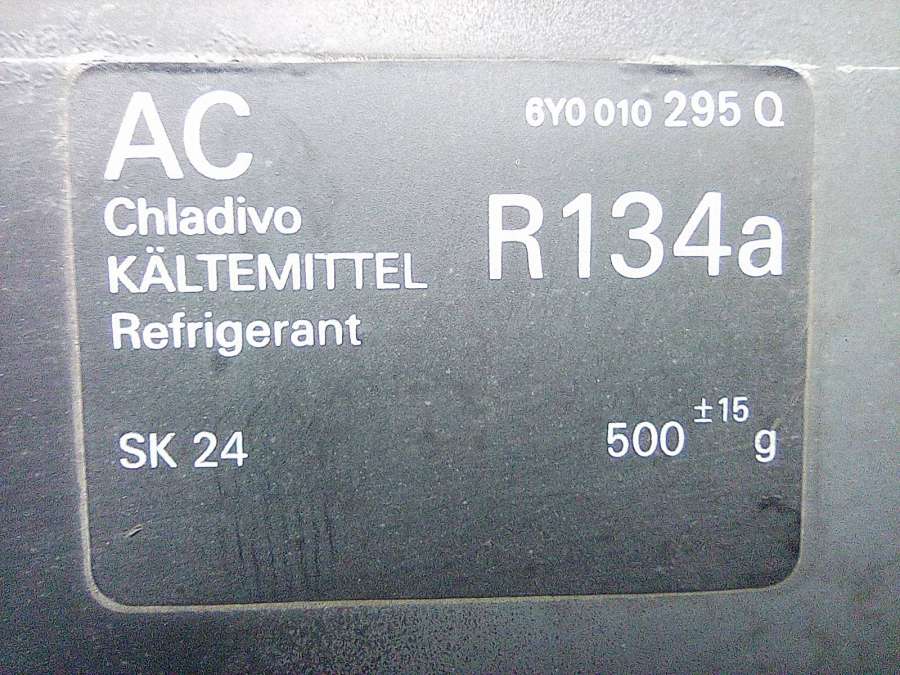 AC
6Y0 010 295 Q
Chladivo
R134a
KÄLTEMITTEL
Refrigerant
SK 24
500 ±15 g